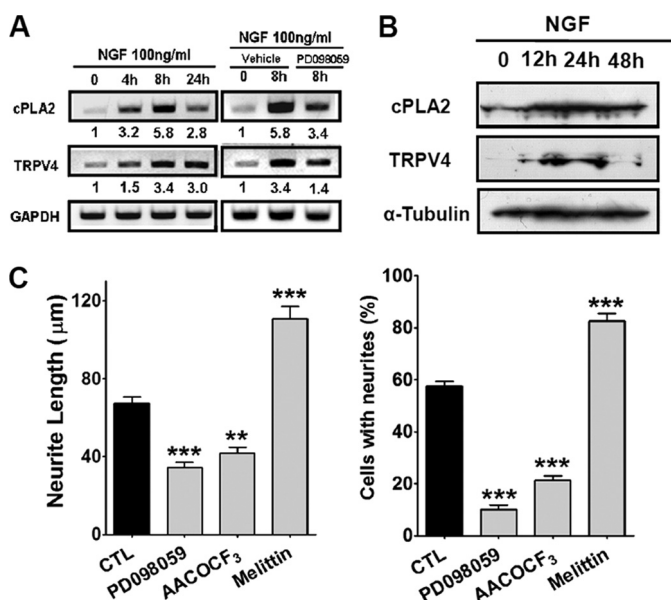 A
NGF 100ng/ml
0 4h 8h 24h
cPLA2
1 3.2 5.8 2.8
TRPV4
1 1.5 3.4 3.0
GAPDH
NGF 100ng/ml
Vehicle PD098059
0 8h 8h
1 5.8 3.4
1 3.4 1.4
B
NGF
0 12h 24h 48h
cPLA2
TRPV4
α-Tubulin
C
Neurite Length (μm)
120
80
40
0
***
**
***
CTL
PD098059
AACOCF3
Melittin
Cells with neurites (%)
100
80
60
40
20
0
***
***
***
CTL
PD098059
AACOCF3
Melittin